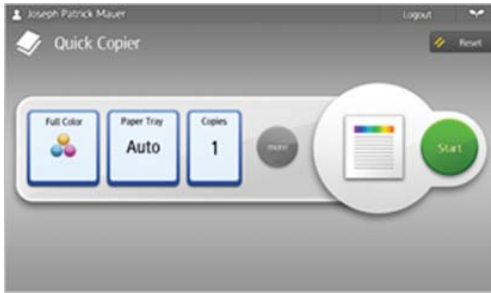 Joseph Patrick Mauer
Logout
Quick Copier
Reset
Full Color
Paper Tray
Auto
Copies
1
more
Start